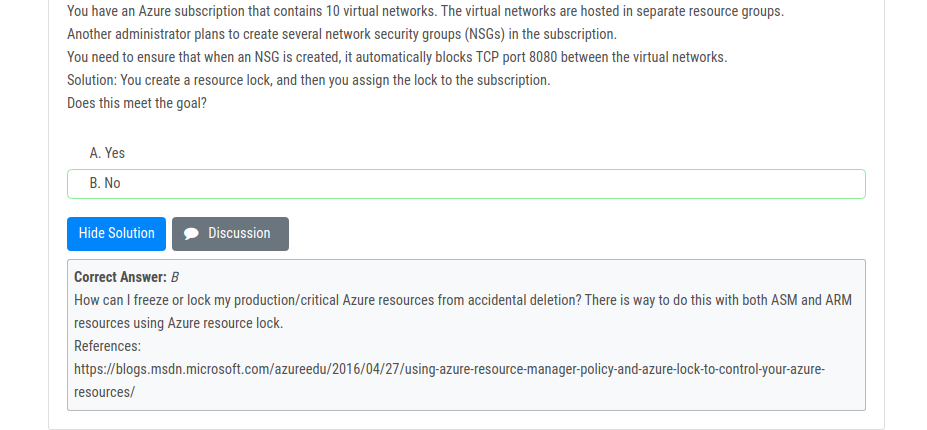 You have an Azure subscription that contains 10 virtual networks. The virtual networks are hosted in separate resource groups.
Another administrator plans to create several network security groups (NSGs) in the subscription.
You need to ensure that when an NSG is created, it automatically blocks TCP port 8080 between the virtual networks.
Solution: You create a resource lock, and then you assign the lock to the subscription.
Does this meet the goal?
A. Yes
B. No
Hide Solution Discussion
Correct Answer: B
How can I freeze or lock my production/critical Azure resources from accidental deletion? There is way to do this with both ASM and ARM
resources using Azure resource lock.
References:
https://blogs.msdn.microsoft.com/azureedu/2016/04/27/using-azure-resource-manager-policy-and-azure-lock-to-control-your-azure-
resources/